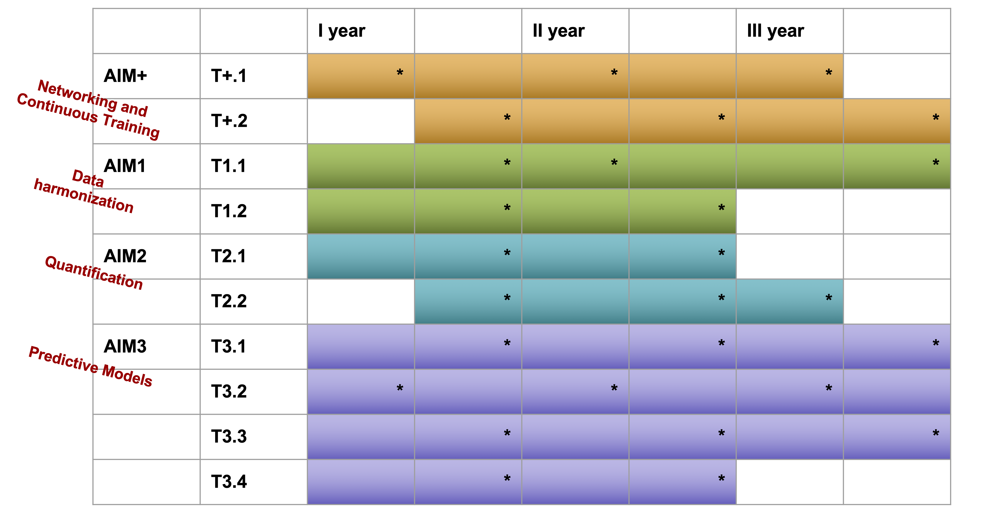 I year II year III year
AIM+ T+.1 * * *
Networking and
Continuous Training
T+.2 * * *
AIM1 T1.1 * * *
Data
harmonization
T1.2 * *
AIM2 T2.1 * *
Quantification
T2.2 * * *
AIM3 T3.1 * * *
Predictive Models
T3.2 * * *
T3.3 * * *
T3.4 * *